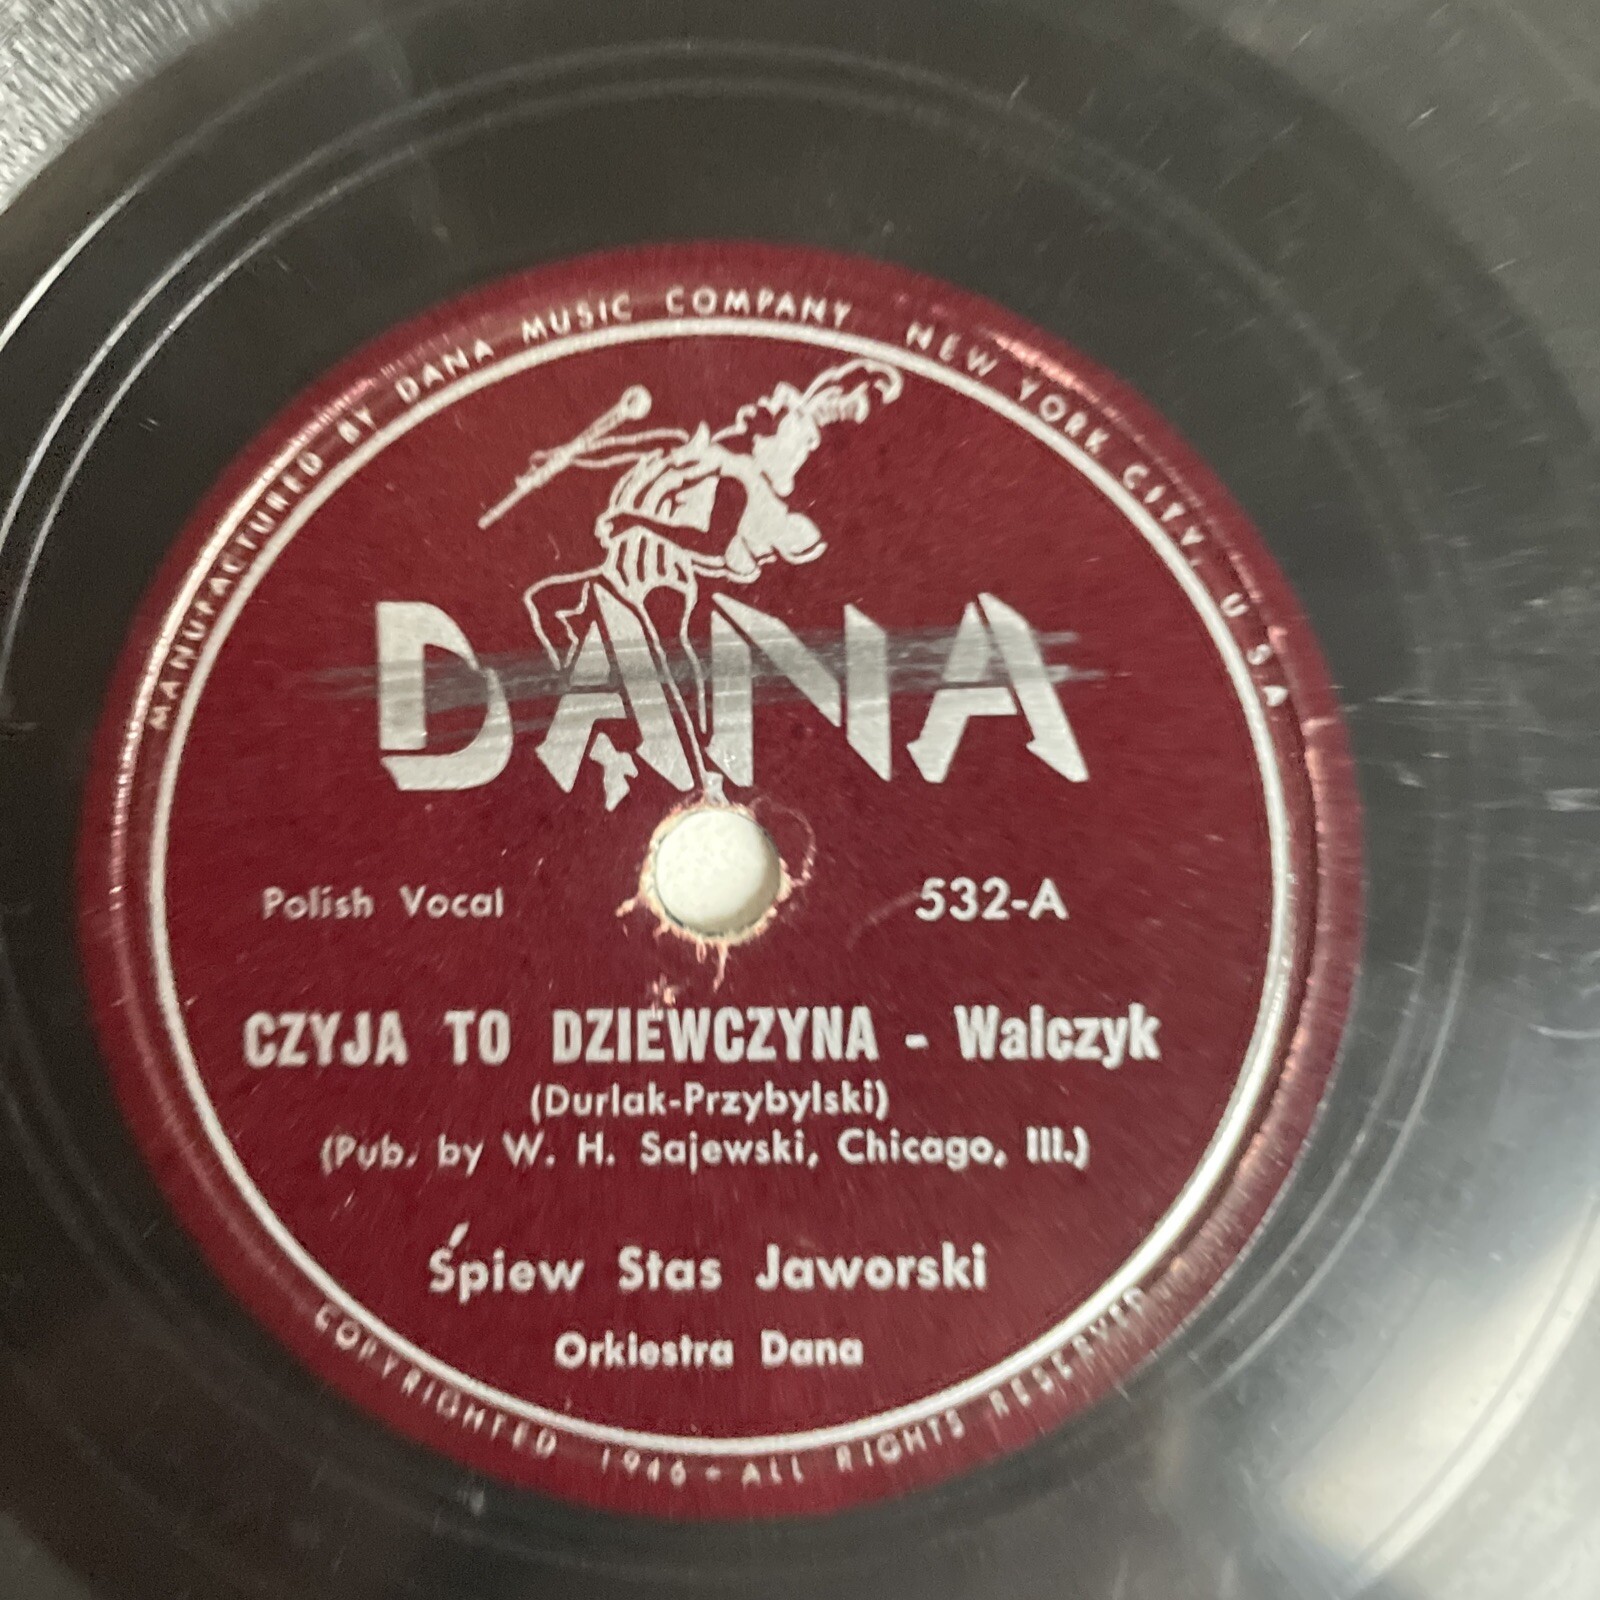 MANUFACTURED BY DANA MUSIC COMPANY NEW YORK CITY, U S A
DANA
Polish Vocal
532-A
CZYJA TO DZIEWCZYNA - Walczyk
(Durlak-Przybylski)
(Pub. by W. H. Sajewski, Chicago, Ill.)
Śpiew Stas Jaworski
Orkiestra Dana
COPYRIGHTED 1946 • ALL RIGHTS RESERVED